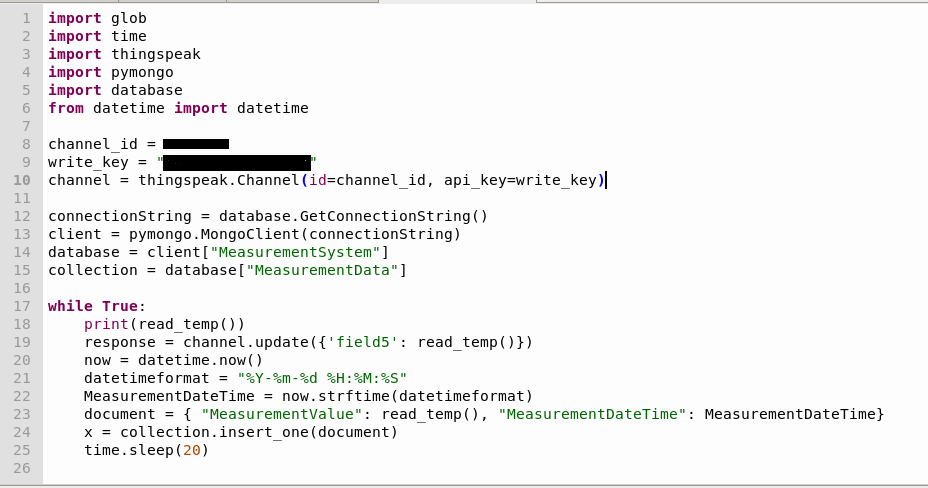 1 import glob
2 import time
3 import thingspeak
4 import pymongo
5 import database
6 from datetime import datetime
7
8 channel_id =
9 write_key = ""
10 channel = thingspeak.Channel(id=channel_id, api_key=write_key)
11
12 connectionString = database.GetConnectionString()
13 client = pymongo.MongoClient(connectionString)
14 database = client["MeasurementSystem"]
15 collection = database["MeasurementData"]
16
17 while True:
18     print(read_temp())
19     response = channel.update({'field5': read_temp()})
20     now = datetime.now()
21     datetimeformat = "%Y-%m-%d %H:%M:%S"
22     MeasurementDateTime = now.strftime(datetimeformat)
23     document = { "MeasurementValue": read_temp(), "MeasurementDateTime": MeasurementDateTime}
24     x = collection.insert_one(document)
25     time.sleep(20)
26